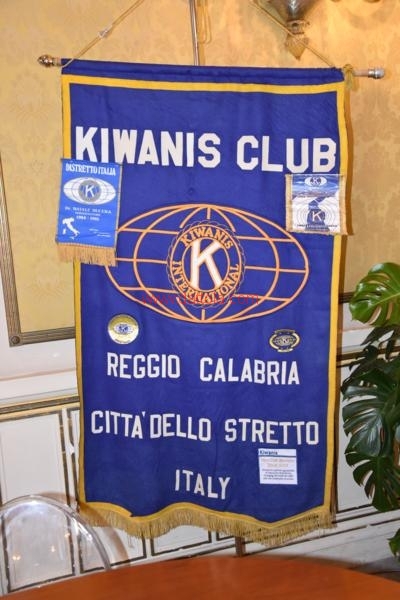 KIWANIS CLUB
DISTRETTO ITALIA
K
KIWANIS
INTERNATIONAL
K
REGGIO CALABRIA
CITTA' DELLO STRETTO
Kiwanis
ITALY